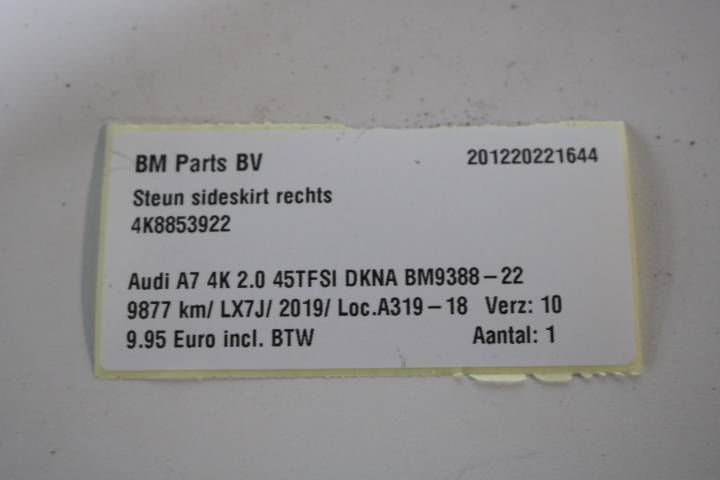 BM Parts BV 201220221644
Steun sideskirt rechts
4K8853922
Audi A7 4K 2.0 45TFSI DKNA BM9388-22
9877 km/ LX7J/ 2019/ Loc.A319-18 Verz: 10
9.95 Euro incl. BTW Aantal: 1